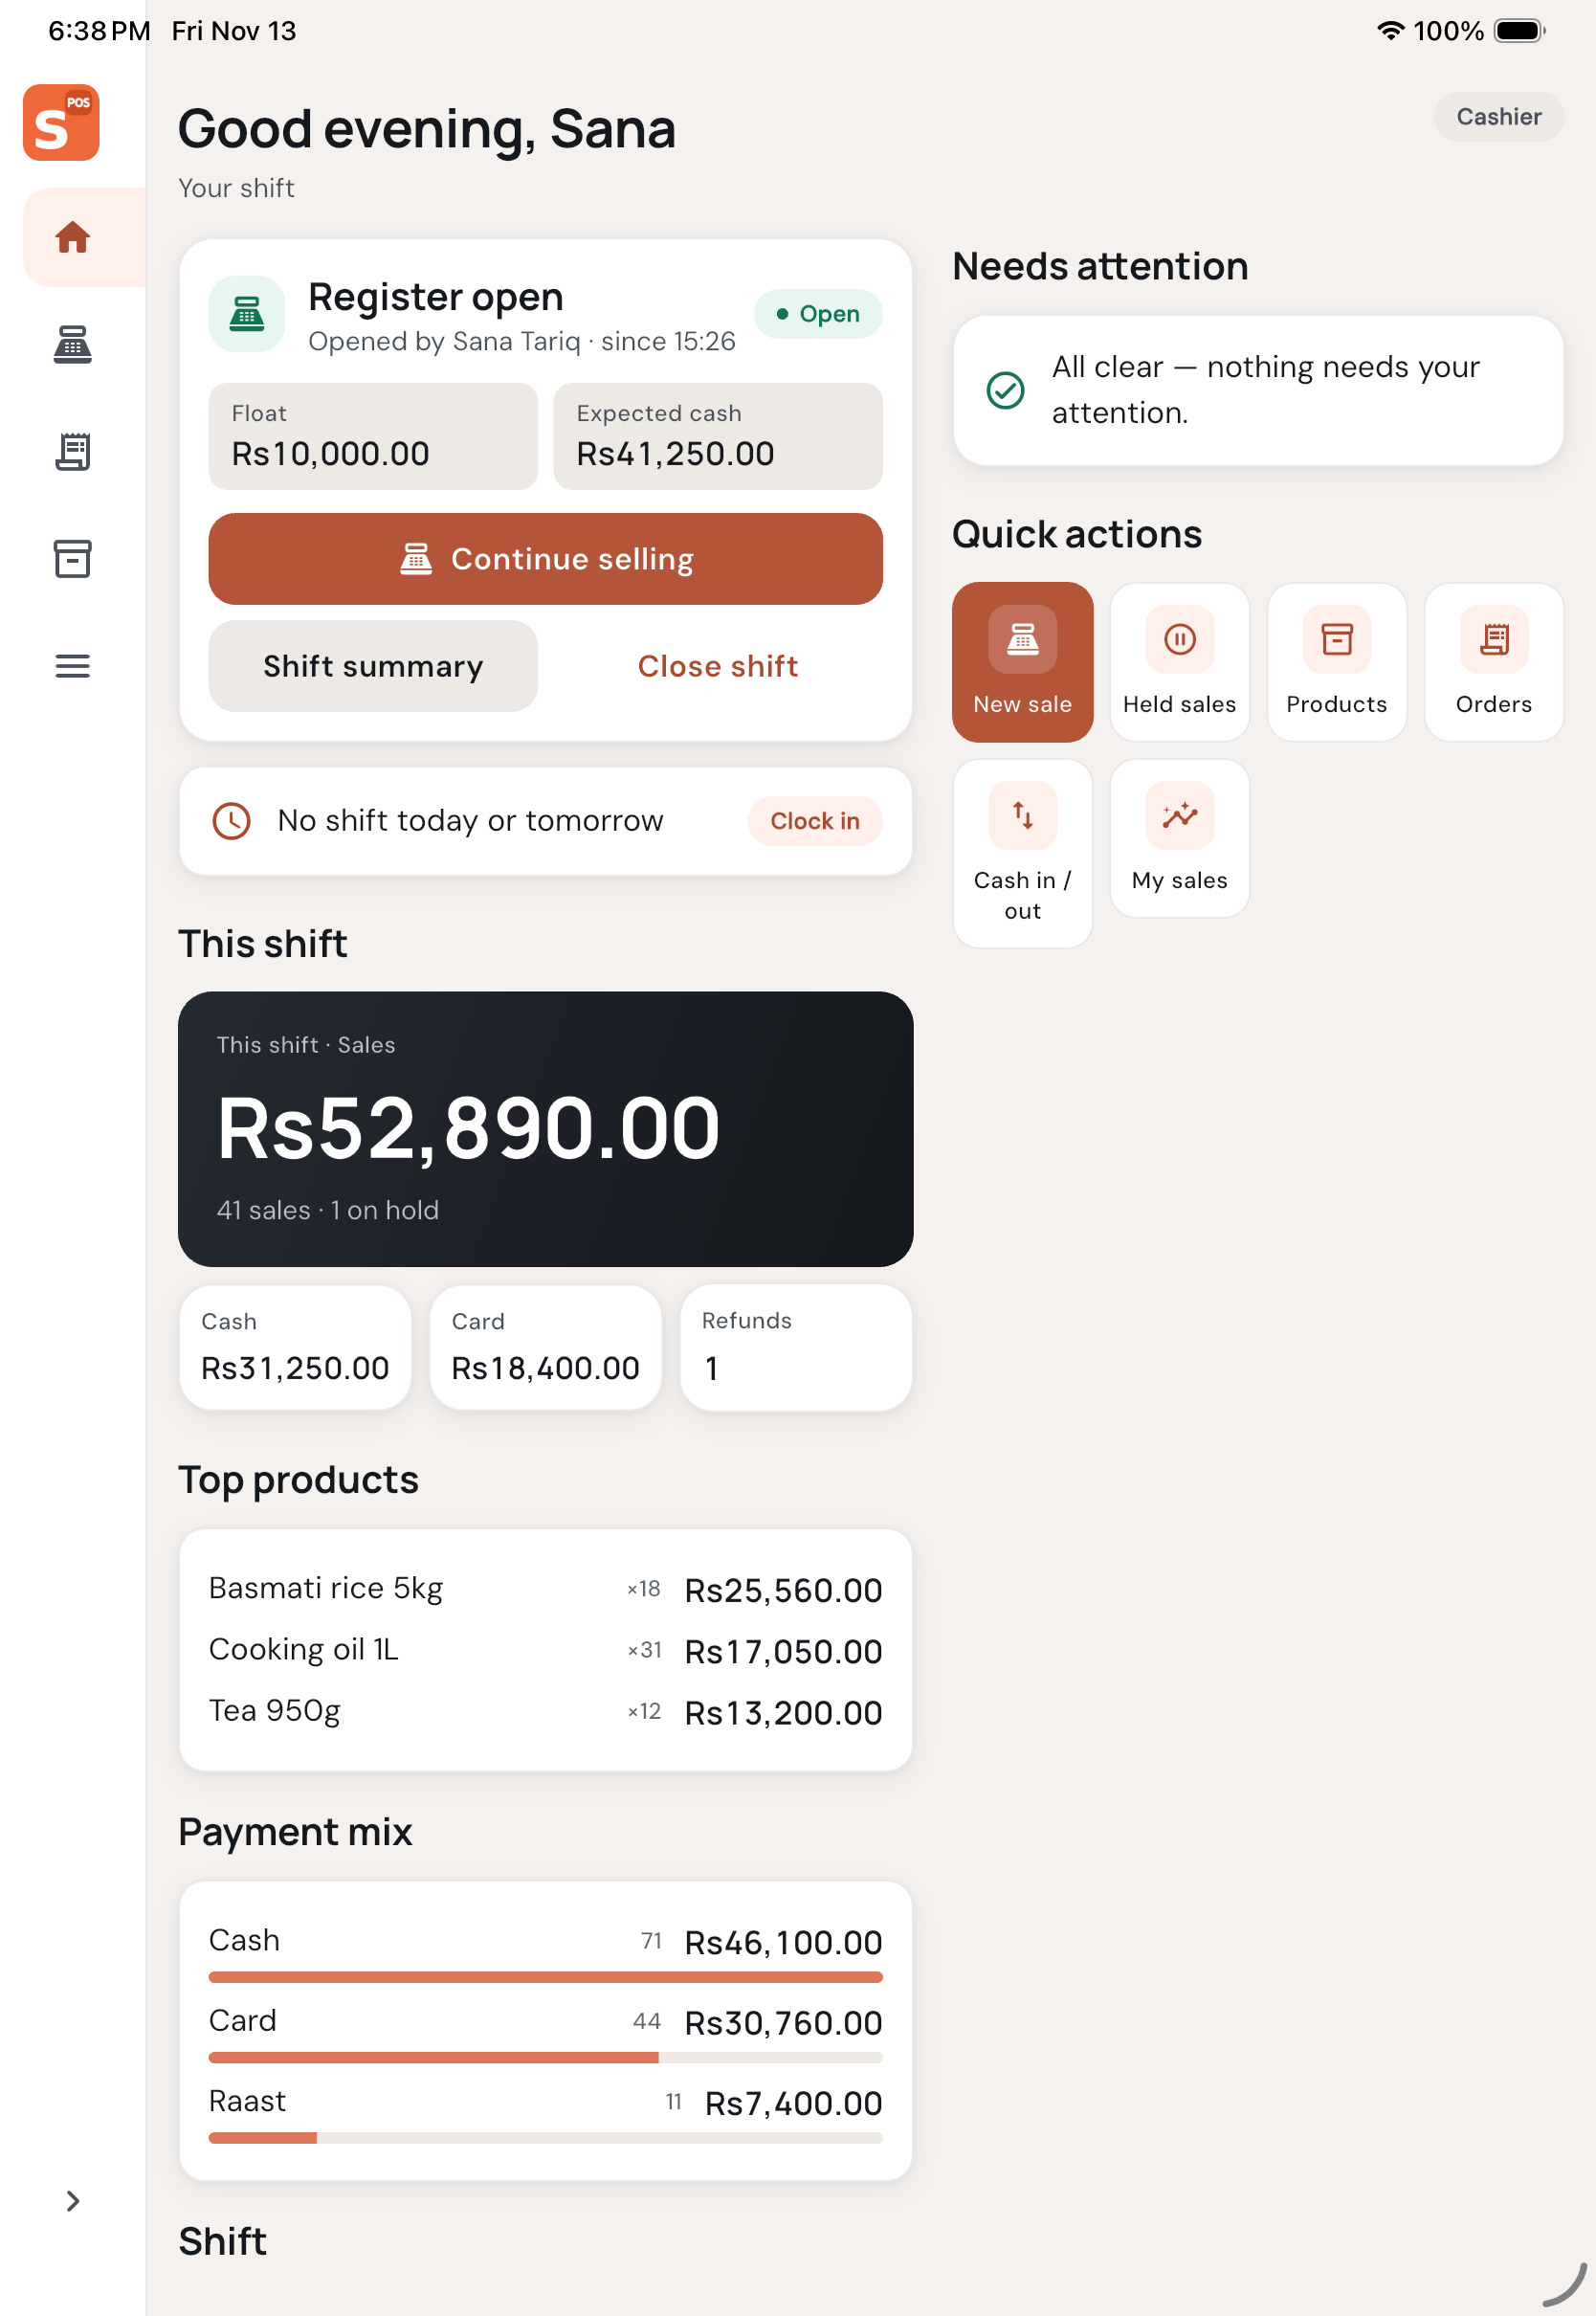 6:38 PM Fri Nov 13
100%
POS
S
Good evening, Sana
Cashier
Your shift
Register open
Opened by Sana Tariq · since 15:26
Open
Float
Rs10,000.00
Expected cash
Rs41,250.00
Continue selling
Shift summary
Close shift
No shift today or tomorrow
Clock in
This shift
This shift · Sales
Rs52,890.00
41 sales · 1 on hold
Cash
Rs31,250.00
Card
Rs18,400.00
Refunds
1
Top products
Basmati rice 5kg ×18 Rs25,560.00
Cooking oil 1L ×31 Rs17,050.00
Tea 950g ×12 Rs13,200.00
Payment mix
Cash 71 Rs46,100.00
Card 44 Rs30,760.00
Raast 11 Rs7,400.00
Shift
Needs attention
All clear — nothing needs your
attention.
Quick actions
New sale
Held sales
Products
Orders
Cash in /
out
My sales